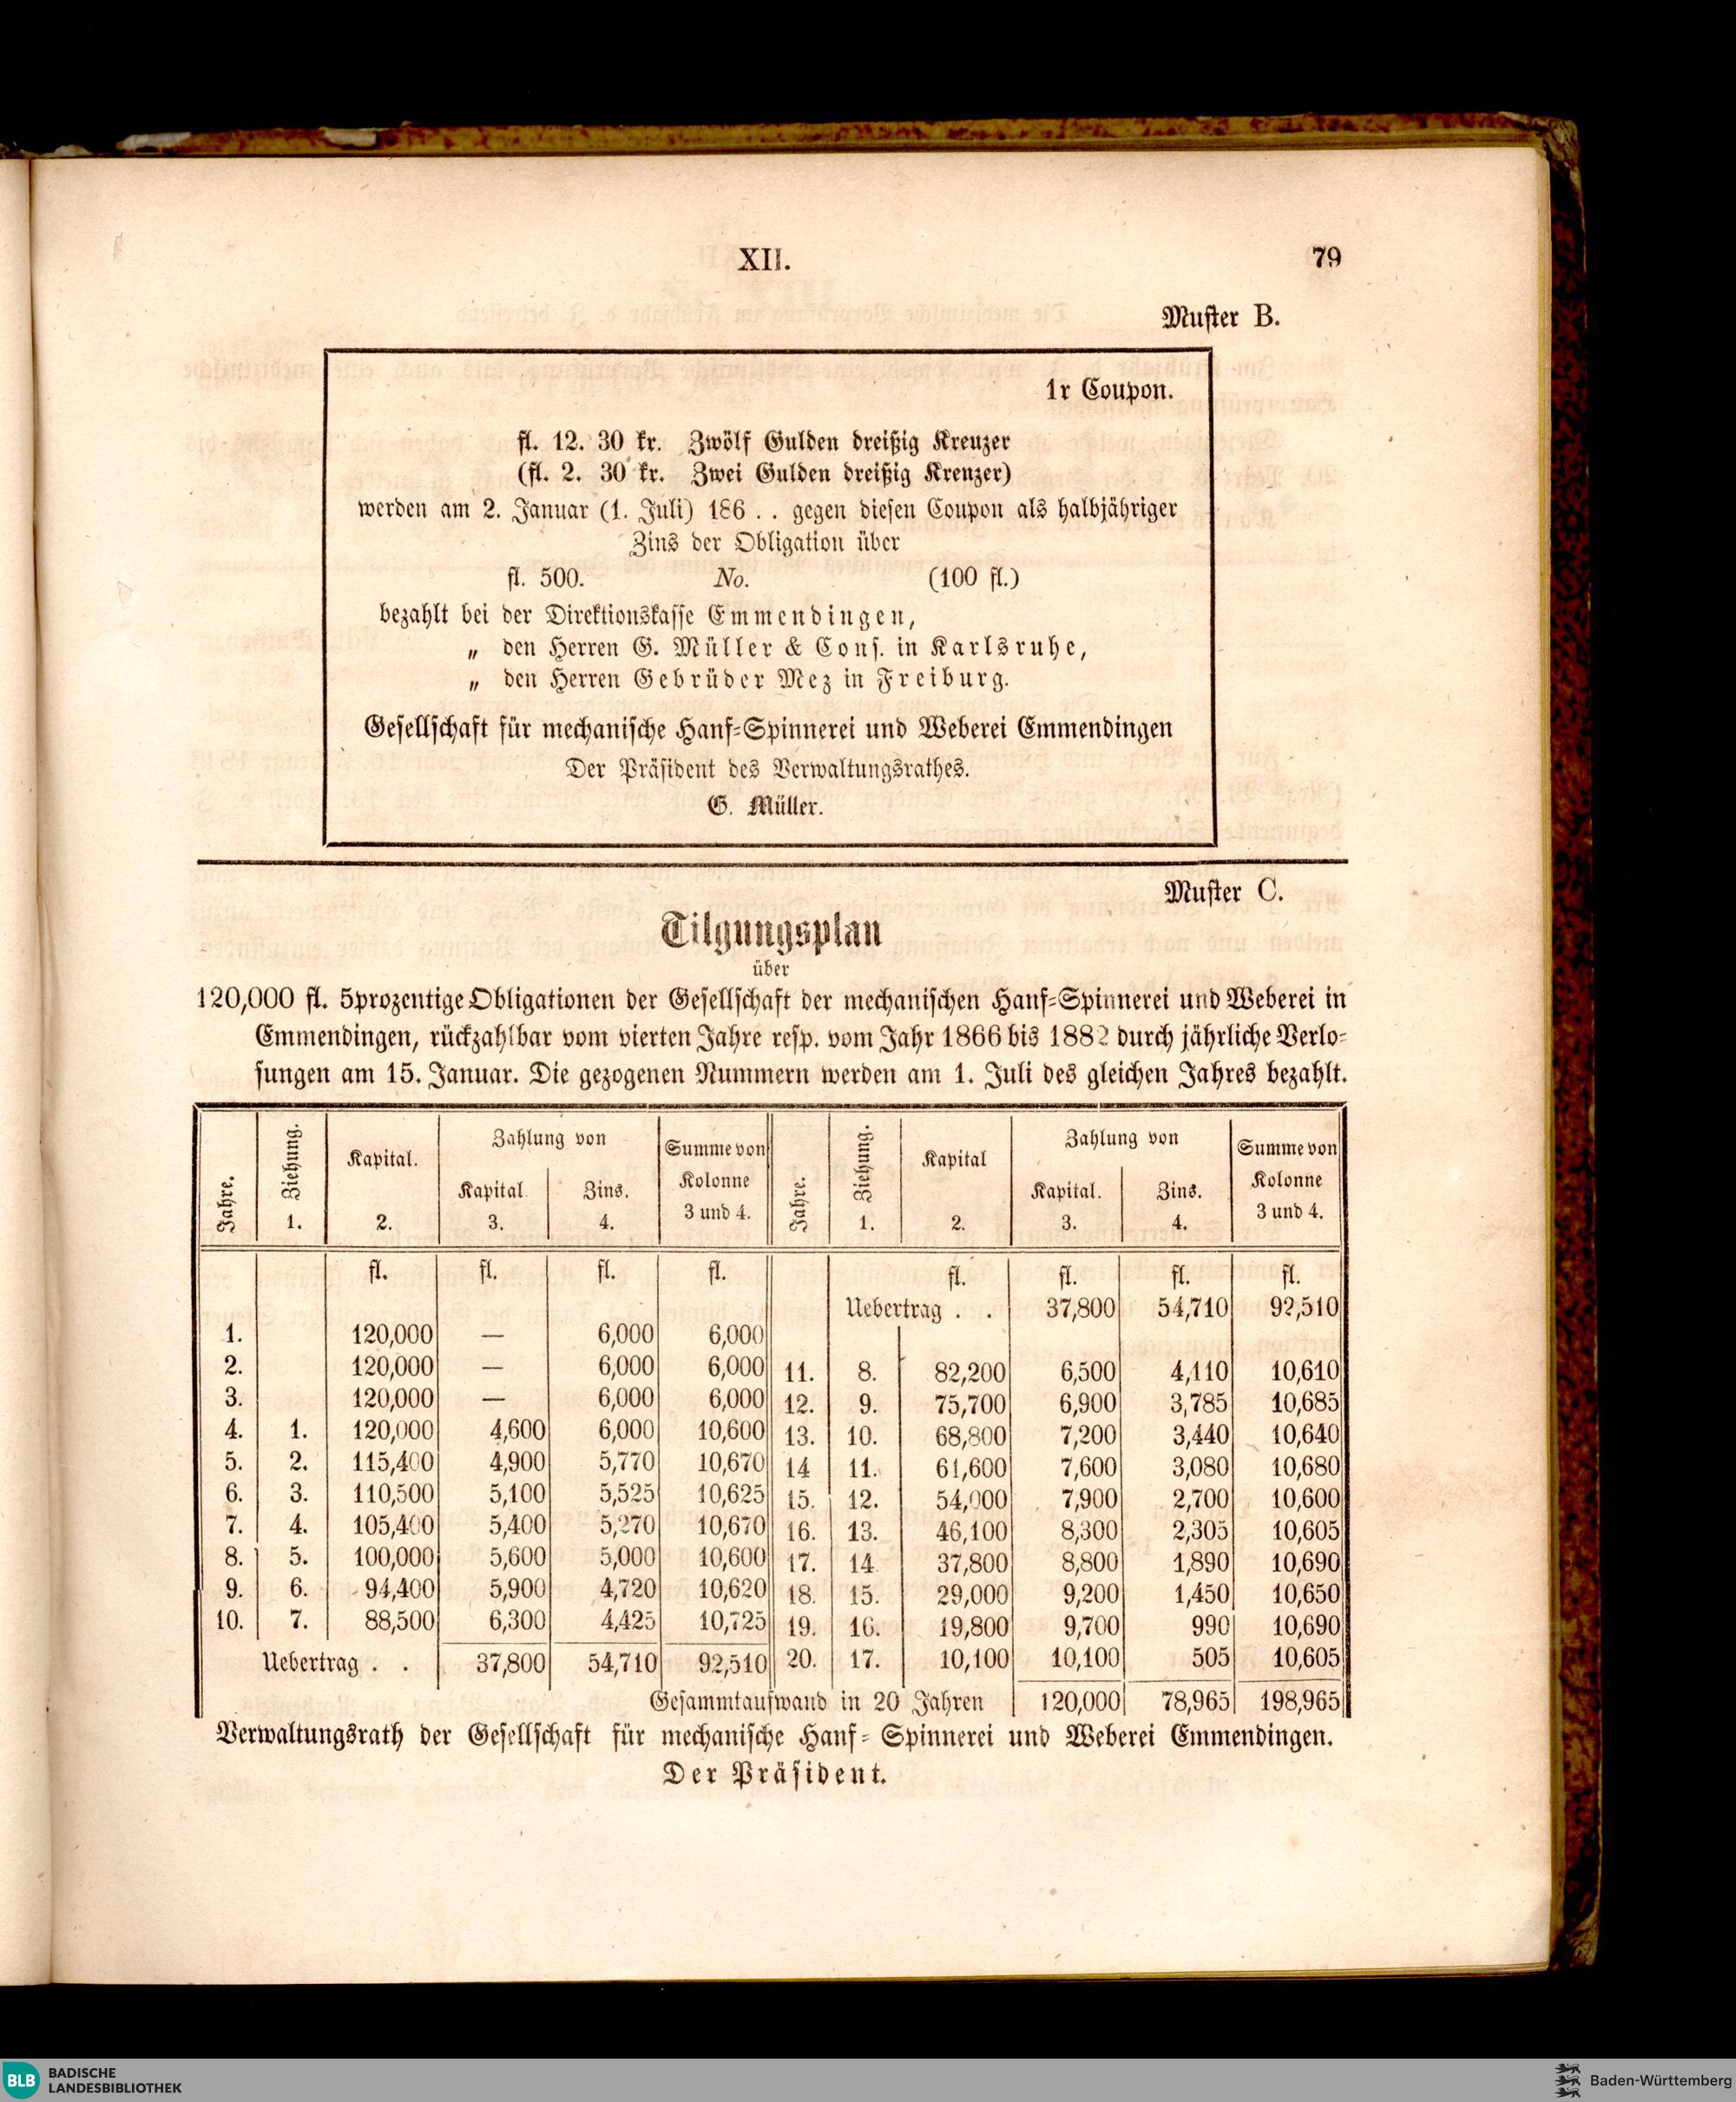 XII.
79
Muster B.
1r Coupon.
fl. 12. 30 kr. Zwölf Gulden dreißig Kreuzer
(fl. 2. 30 kr. Zwei Gulden dreißig Krenzer)
werden am 2. Januar (1. Juli) 186 . . gegen diesen Coupon als halbjähriger
Zins der Obligation über
fl. 500. No. (100 fl.)
bezahlt bei der Direktionskasse Emmendingen,
„ den Herren G. Müller & Cons. in Karlsruhe,
„ den Herren Gebrüder Mez in Freiburg.
Gesellschaft für mechanische Hanf-Spinnerei und Weberei Emmendingen
Der Präsident des Verwaltungsrathes.
G. Müller.
Muster C.
Tilgungsplan
über
120,000 fl. 5prozentige Obligationen der Gesellschaft der mechanischen Hanf-Spinnerei und Weberei in
Emmendingen, rückzahlbar vom vierten Jahre resp. vom Jahr 1866 bis 1882 durch jährliche Verlo-
sungen am 15. Januar. Die gezogenen Nummern werden am 1. Juli des gleichen Jahres bezahlt.
Jahre. Ziehung. 1. Kapital. 2. Zahlung von Kapital 3. Zins. 4. Summe von Kolonne 3 und 4. Jahre. Ziehung. 1. Kapital 2. Zahlung von Kapital. 3. Zins. 4. Summe von Kolonne 3 und 4.
fl. fl. fl. fl. fl. fl. fl. fl.
Uebertrag . . 37,800 54,710 92,510
1. 120,000 — 6,000 6,000
2. 120,000 — 6,000 6,000 11. 8. 82,200 6,500 4,110 10,610
3. 120,000 — 6,000 6,000 12. 9. 75,700 6,900 3,785 10,685
4. 1. 120,000 4,600 6,000 10,600 13. 10. 68,800 7,200 3,440 10,640
5. 2. 115,400 4,900 5,770 10,670 14 11. 61,600 7,600 3,080 10,680
6. 3. 110,500 5,100 5,525 10,625 15. 12. 54,000 7,900 2,700 10,600
7. 4. 105,400 5,400 5,270 10,670 16. 13. 46,100 8,300 2,305 10,605
8. 5. 100,000 5,600 5,000 10,600 17. 14. 37,800 8,800 1,890 10,690
9. 6. 94,400 5,900 4,720 10,620 18. 15. 29,000 9,200 1,450 10,650
10. 7. 88,500 6,300 4,425 10,725 19. 16. 19,800 9,700 990 10,690
Uebertrag . . 37,800 54,710 92,510 20. 17. 10,100 10,100 505 10,605
Gesammtaufwand in 20 Jahren 120,000 78,965 198,965
Verwaltungsrath der Gesellschaft für mechanische Hanf-Spinnerei und Weberei Emmendingen.
Der Präsident.
BLB BADISCHE
LANDESBIBLIOTHEK
Baden-Württemberg